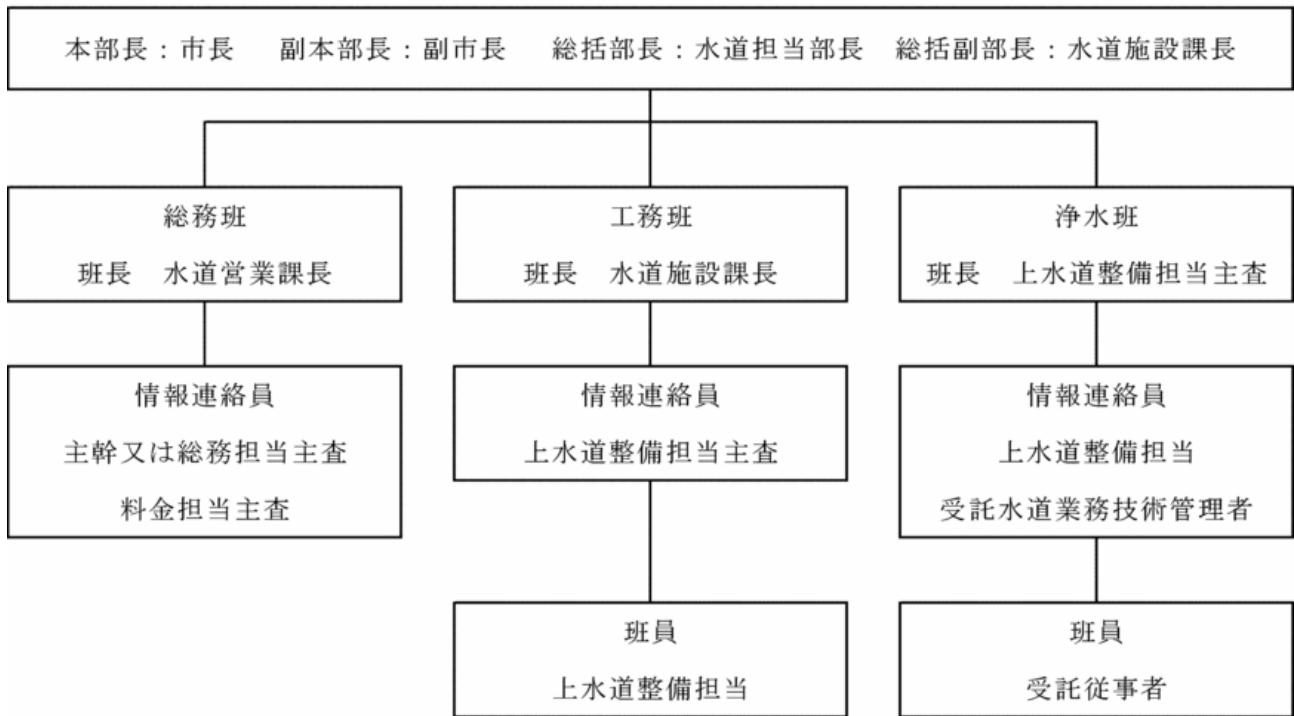 本部長：市長　副本部長：副市長　総括部長：水道担当部長　総括副部長：水道施設課長
総務班
班長　水道営業課長
工務班
班長　水道施設課長
浄水班
班長　上水道整備担当主査
情報連絡員
主幹又は総務担当主査
料金担当主査
情報連絡員
上水道整備担当主査
情報連絡員
上水道整備担当
受託水道業務技術管理者
班員
上水道整備担当
班員
受託従事者